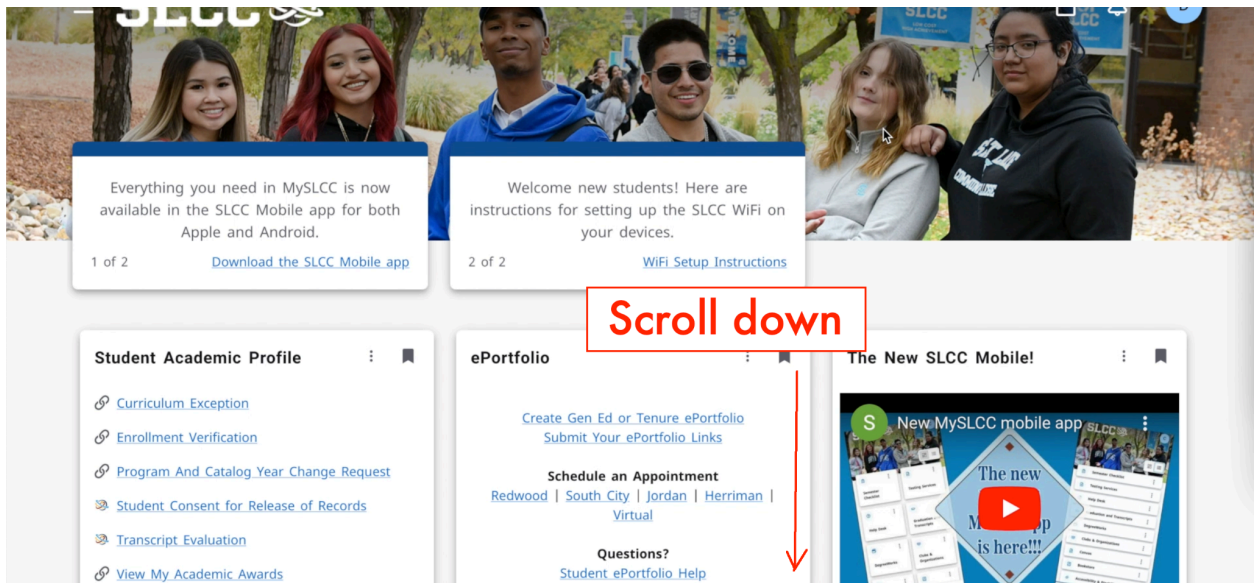 SLCC
SLCC
Everything you need in MySLCC is now
available in the SLCC Mobile app for both
Apple and Android.
1 of 2
Download the SLCC Mobile app
Welcome new students! Here are
instructions for setting up the SLCC WiFi on
your devices.
2 of 2
WiFi Setup Instructions
Scroll down
Student Academic Profile
Curriculum Exception
Enrollment Verification
Program And Catalog Year Change Request
Student Consent for Release of Records
Transcript Evaluation
View My Academic Awards
ePortfolio
Create Gen Ed or Tenure ePortfolio
Submit Your ePortfolio Links
Schedule an Appointment
Redwood | South City | Jordan | Herriman |
Virtual
Questions?
Student ePortfolio Help
The New SLCC Mobile!
S
New MySLCC mobile app
SLCC
The new
is here!!!